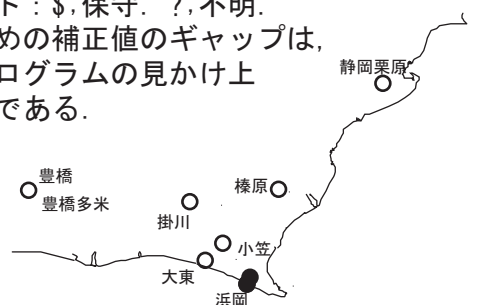 ト：$,保守. ?,不明.
めの補正値のギャップは,
ログラムの見かけ上
である.
静岡栗原
豊橋
豊橋多米
榛原
掛川
小笠
大東
浜岡